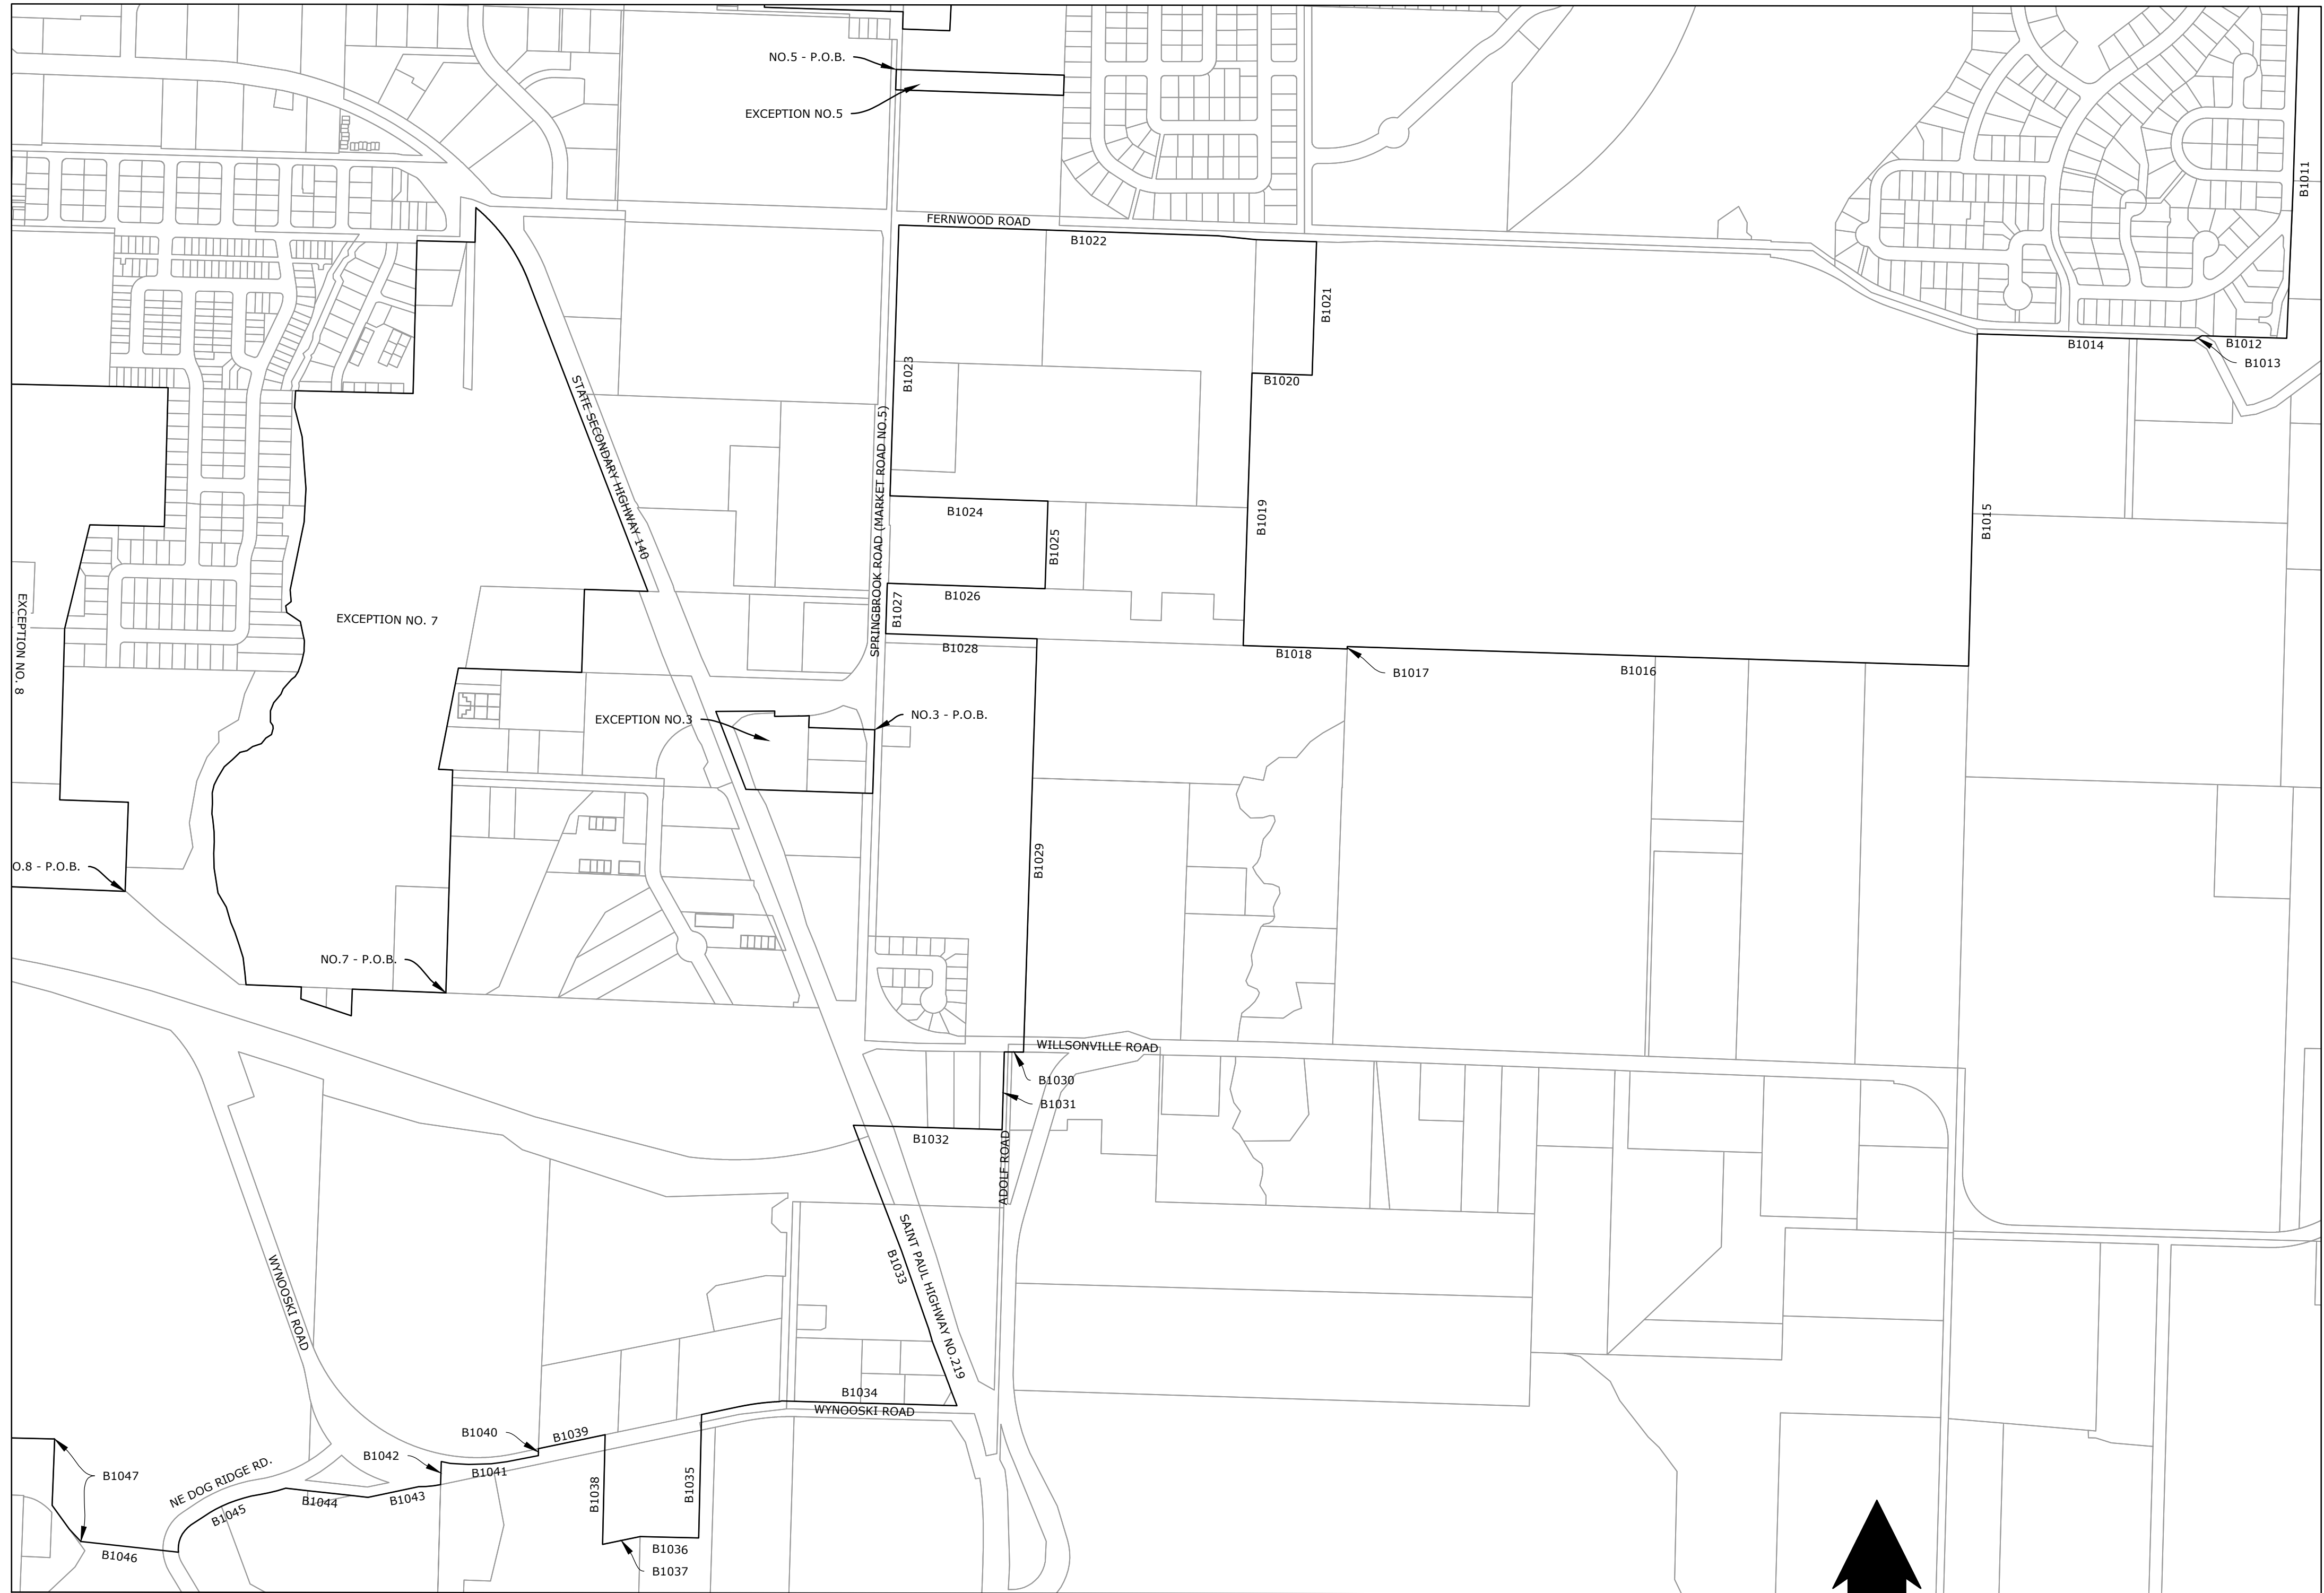 NO.5 - P.O.B.
EXCEPTION NO.5
FERNWOOD ROAD
B1022
B1011
B1021
B1014
B1012
B1013
B1023
B1020
STATE SECONDARY HIGHWAY 140
SPRINGBROOK ROAD (MARKET ROAD NO.5)
B1024
B1025
B1019
B1015
B1026
B1027
EXCEPTION NO. 8
EXCEPTION NO. 7
B1028
B1018
B1017
B1016
EXCEPTION NO.3
NO.3 - P.O.B.
B1029
O.8 - P.O.B.
NO.7 - P.O.B.
WILLSONVILLE ROAD
B1030
B1031
B1032
ADOLF ROAD
SAINT PAUL HIGHWAY NO.219
B1033
WYNOOSKI ROAD
B1034
WYNOOSKI ROAD
B1040
B1039
B1042
B1041
B1047
NE DOG RIDGE RD.
B1038
B1035
B1043
B1044
B1045
B1046
B1036
B1037